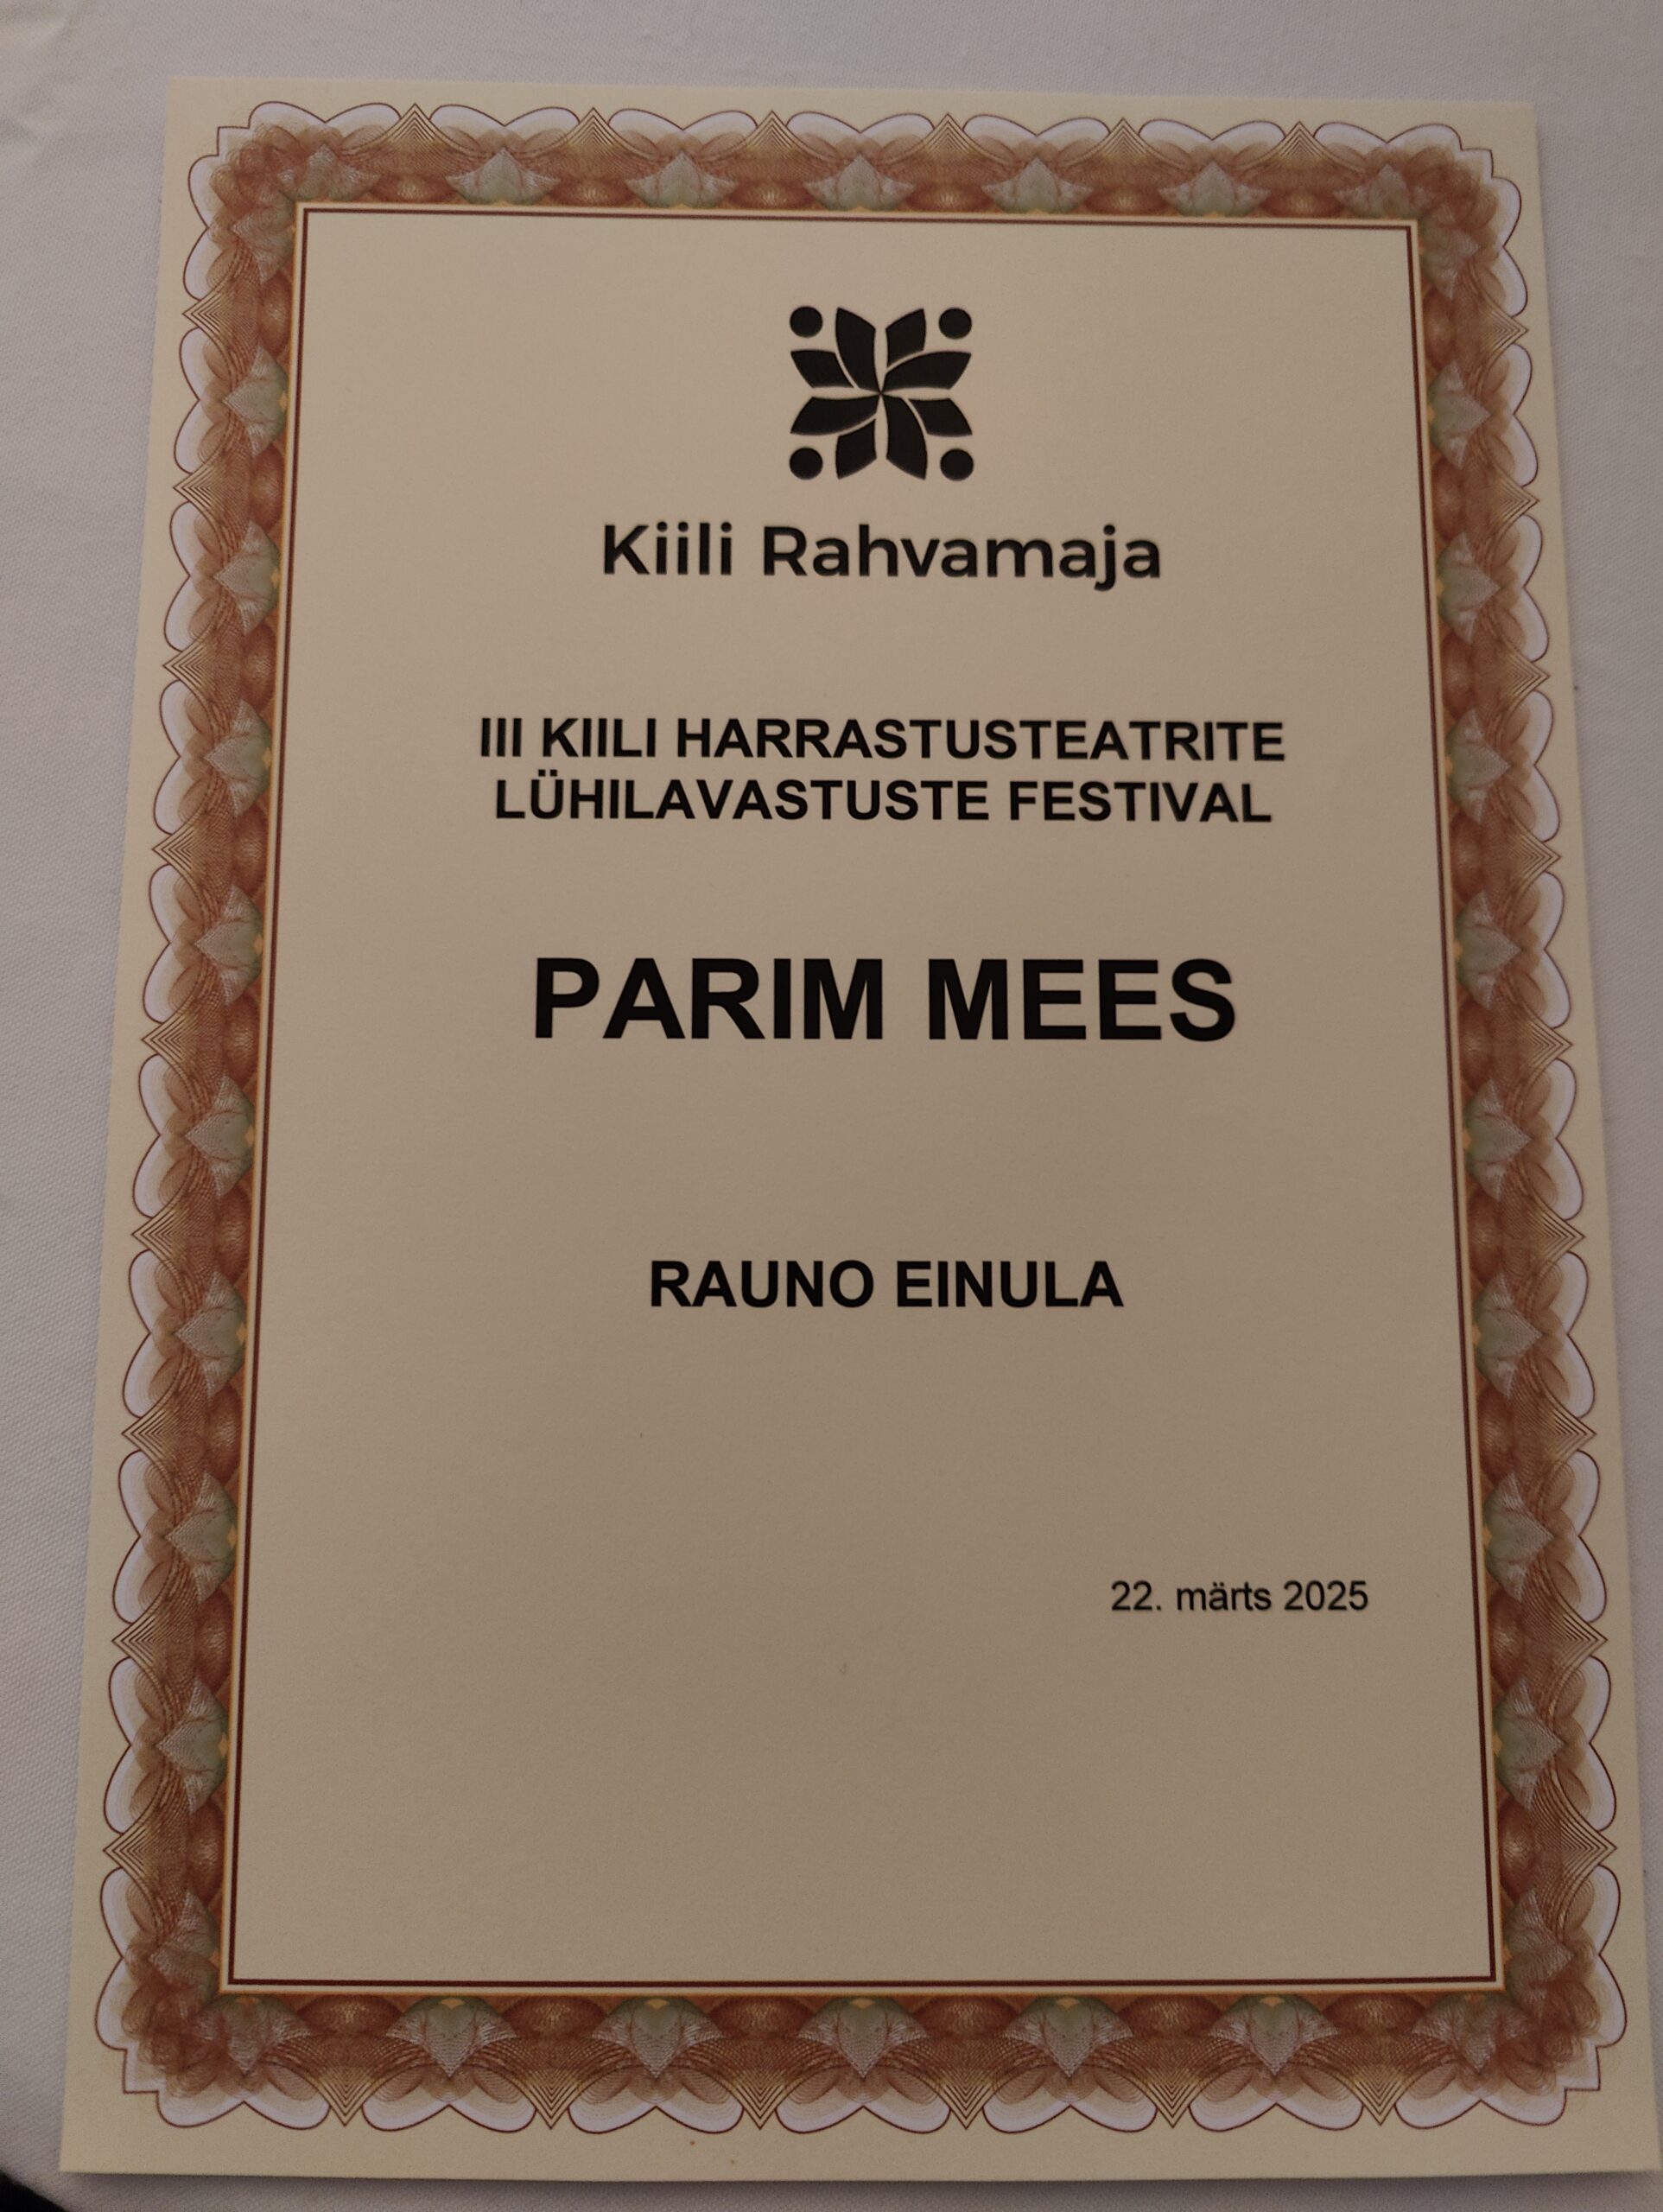 Kiili Rahvamaja
III KIILI HARRASTUSTEATRITE
LÜHILAVASTUSTE FESTIVAL
PARIM MEES
RAUNO EINULA
22. märts 2025